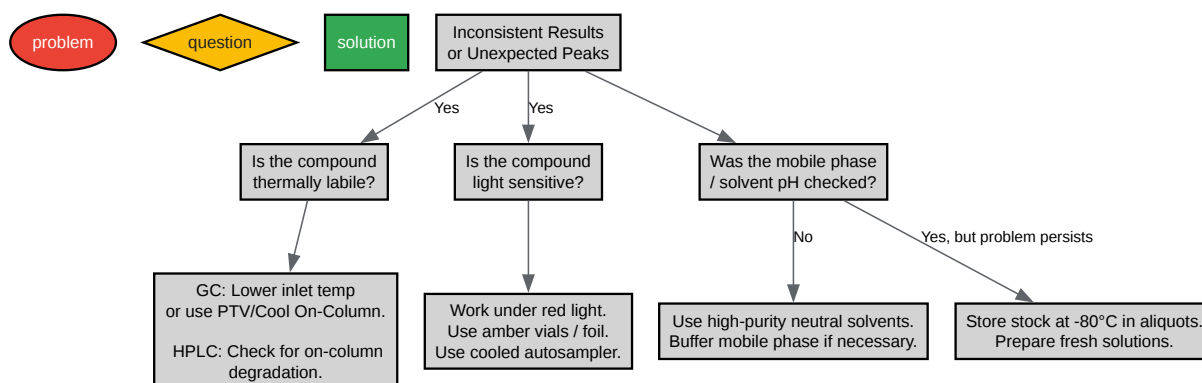 problem
question
solution
Inconsistent Results
or Unexpected Peaks
Yes
Yes
Is the compound
thermally labile?
Is the compound
light sensitive?
Was the mobile phase
/ solvent pH checked?
No
Yes, but problem persists
GC: Lower inlet temp
or use PTV/Cool On-Column.
HPLC: Check for on-column
degradation.
Work under red light.
Use amber vials / foil.
Use cooled autosampler.
Use high-purity neutral solvents.
Buffer mobile phase if necessary.
Store stock at -80°C in aliquots.
Prepare fresh solutions.